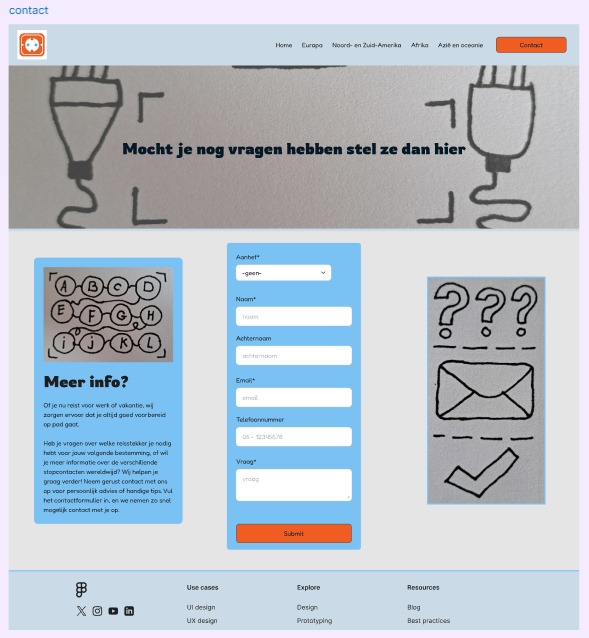 contact
Home Europa Noord- en Zuid-Amerika Afrika Azië en oceanie Contact
Mocht je nog vragen hebben stel ze dan hier
A B C D
E F G H
i j K L
Meer info?
Of je nu reist voor werk of vakantie, wij
zorgen ervoor dat je altijd goed voorbereid
op pad gaat.
Heb je vragen over welke reisstekker je nodig
hebt voor jouw volgende bestemming, of wil
je meer informatie over de verschillende
stopcontacten wereldwijd? Wij helpen je
graag verder! Neem gerust contact met ons
op voor persoonlijk advies of handige tips. Vul
het contactformulier in, en we nemen zo snel
mogelijk contact met je op.
Aanhef*
-geen-
Naam*
naam
Achternaam
achternaam
Email*
email
Telefoonnummer
06 - 12345678
Vraag*
vraag
Submit
? ? ?
Use cases
UI design
UX design
Explore
Design
Prototyping
Resources
Blog
Best practices